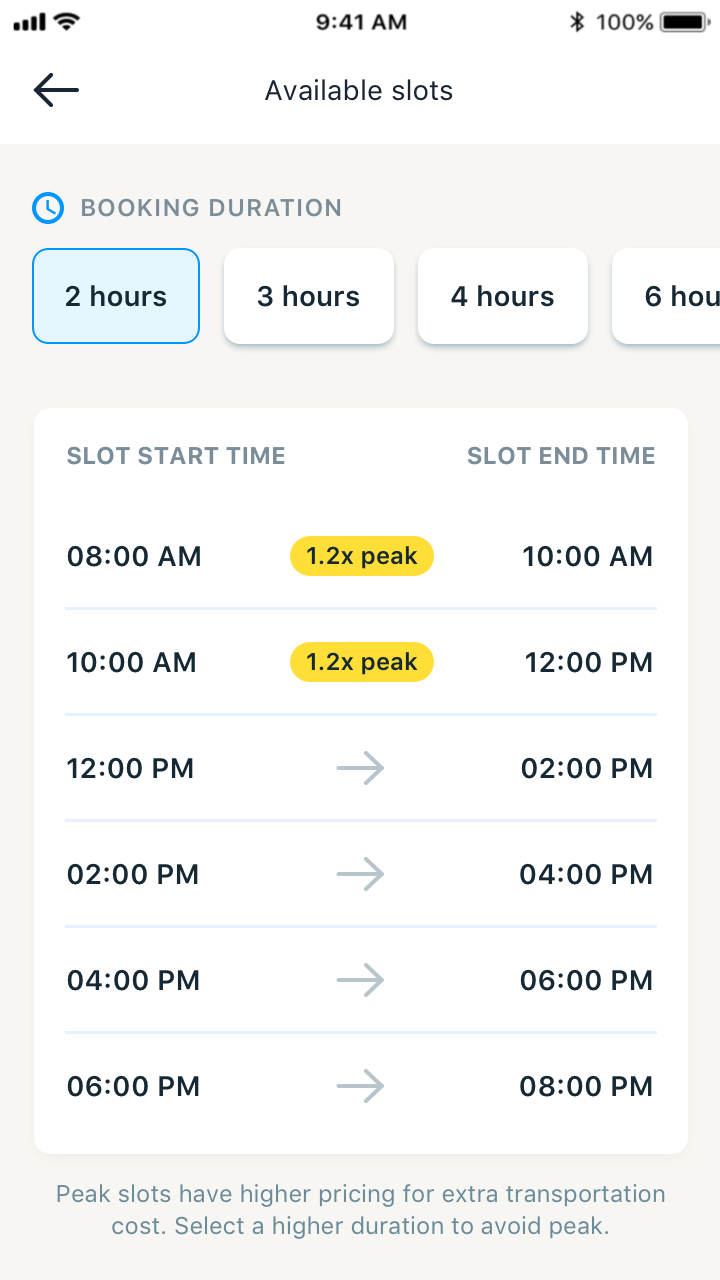 9:41 AM 100%
Available slots
BOOKING DURATION
2 hours 3 hours 4 hours 6 hou
SLOT START TIME SLOT END TIME
08:00 AM 1.2x peak 10:00 AM
10:00 AM 1.2x peak 12:00 PM
12:00 PM 02:00 PM
02:00 PM 04:00 PM
04:00 PM 06:00 PM
06:00 PM 08:00 PM
Peak slots have higher pricing for extra transportation
cost. Select a higher duration to avoid peak.